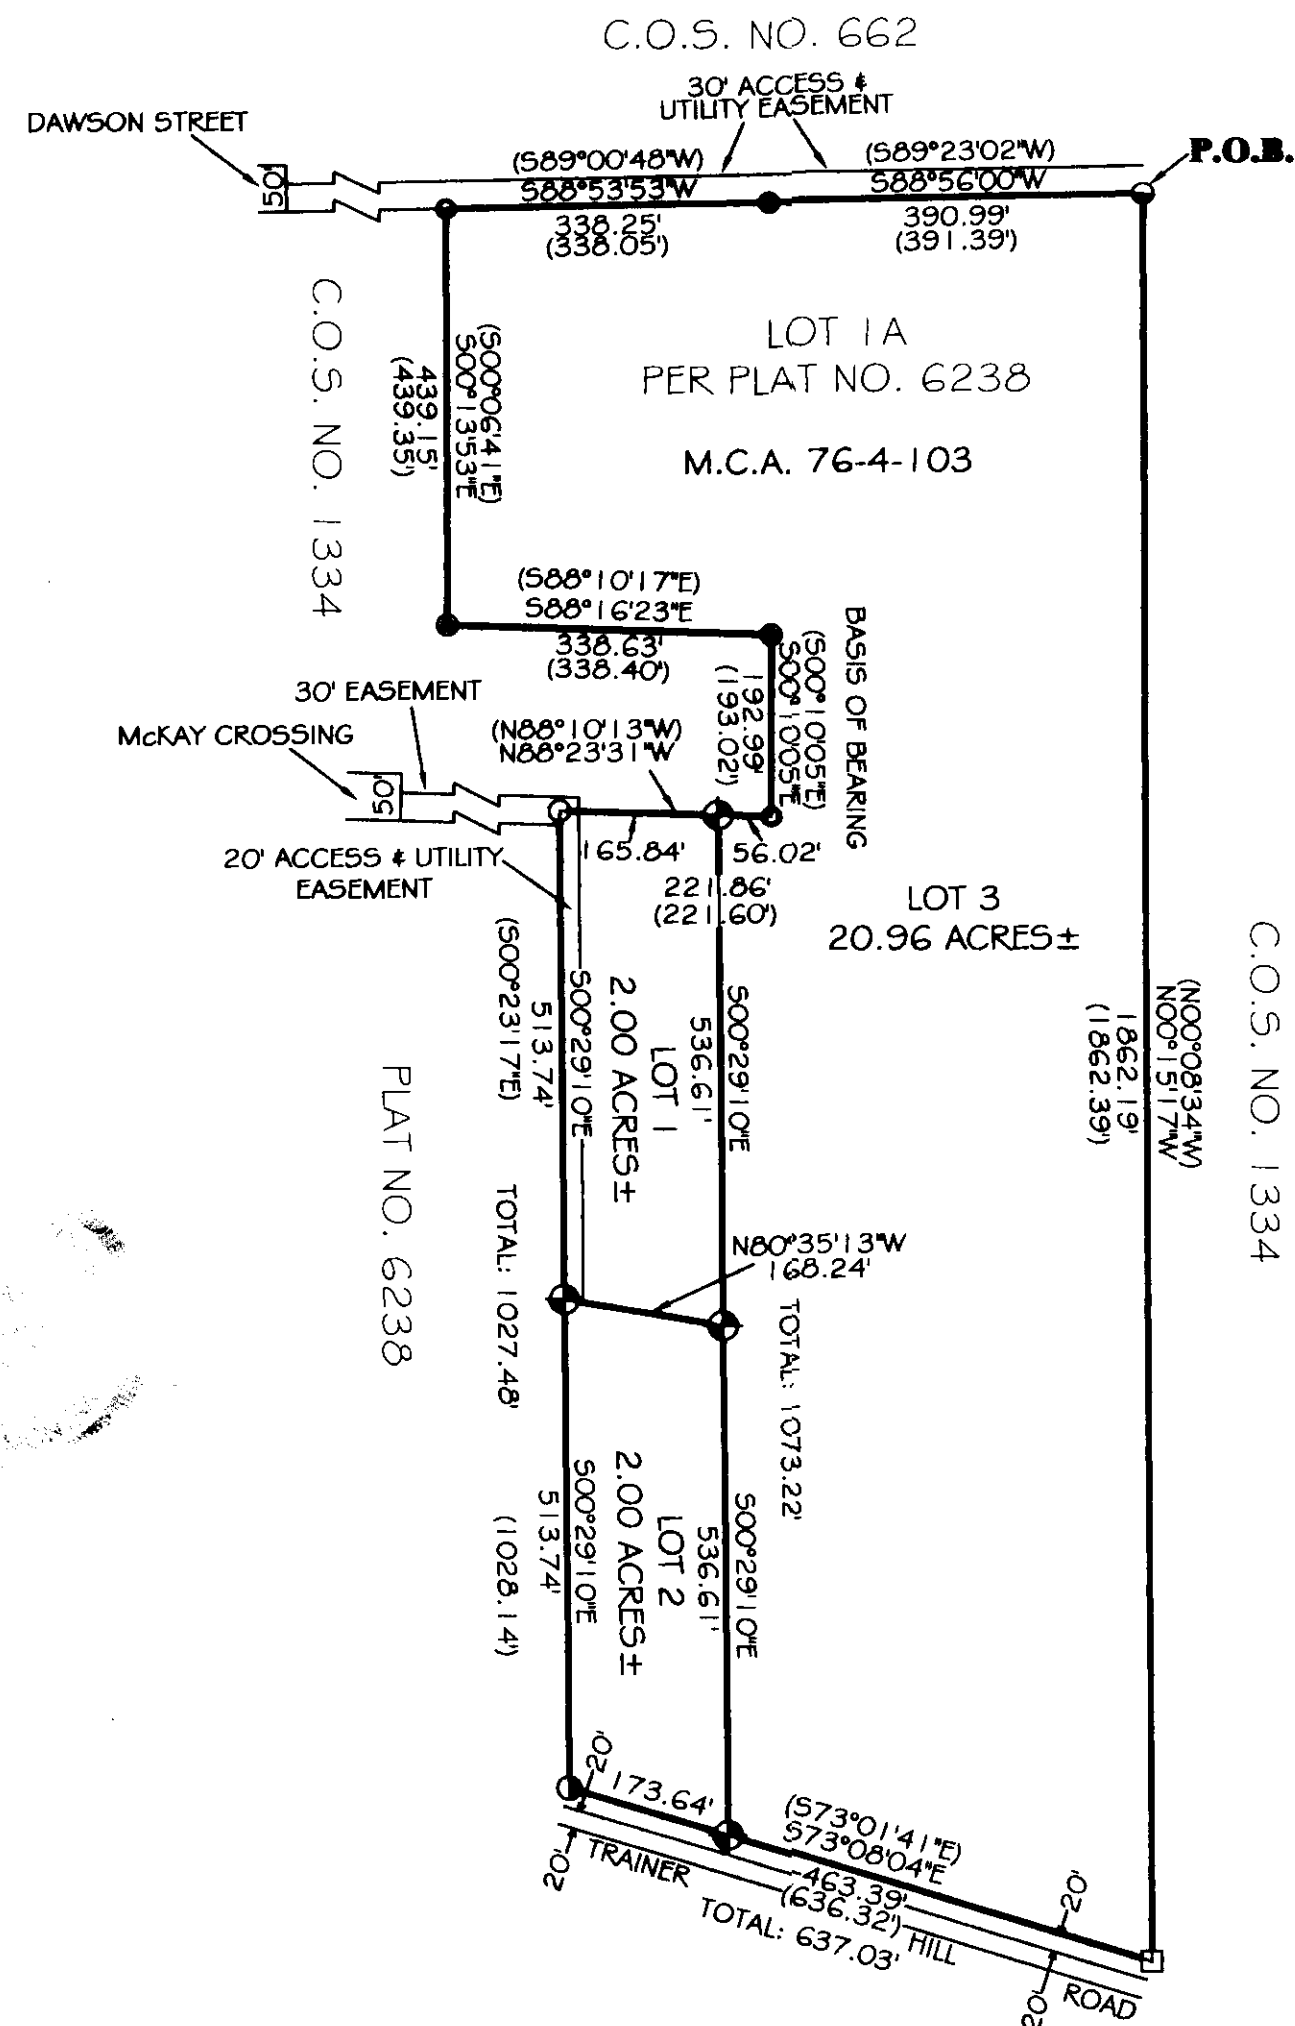 C.O.S. NO. 662
30' ACCESS &
UTILITY EASEMENT
DAWSON STREET
50'
(S89°00'48"W)
S88°53'53"W
338.25'
(338.05')
(S89°23'02"W)
S88°56'00"W
390.99'
(391.39')
P.O.B.
C.O.S. NO. 1334
(S00°06'41"E)
S00°13'53"E
439.15'
(439.35')
LOT 1A
PER PLAT NO. 6238
M.C.A. 76-4-103
(S88°10'17"E)
S88°16'23"E
338.63'
(338.40')
BASIS OF BEARING
(S00°10'05"E)
S00°10'05"E
192.99'
(193.02')
30' EASEMENT
McKAY CROSSING
50'
(N88°10'13"W)
N88°23'31"W
165.84'
56.02'
221.86'
(221.60')
20' ACCESS & UTILITY
EASEMENT
LOT 3
20.96 ACRES±
C.O.S. NO. 1334
(N00°08'34"W)
N00°15'17"W
1862.19'
(1862.39')
S00°29'10"E
536.61'
LOT 1
2.00 ACRES±
S00°29'10"E
513.74'
(S00°23'17"E)
PLAT NO. 6238
TOTAL: 1027.48'
(1028.14')
N80°35'13"W
168.24'
TOTAL: 1073.22'
S00°29'10"E
536.61'
LOT 2
2.00 ACRES±
S00°29'10"E
513.74'
20'
173.64'
(S73°01'41"E)
S73°08'04"E
463.39'
(636.32')
TOTAL: 637.03'
20'
TRAINER HILL ROAD
20'
20'